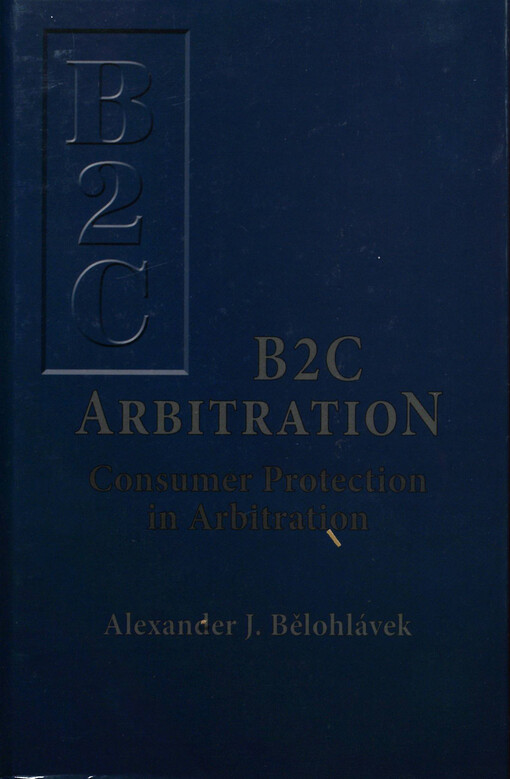 B
2
C
B2C
ARBITRATION
Consumer Protection
in Arbitration
Alexander J. Bělohlávek